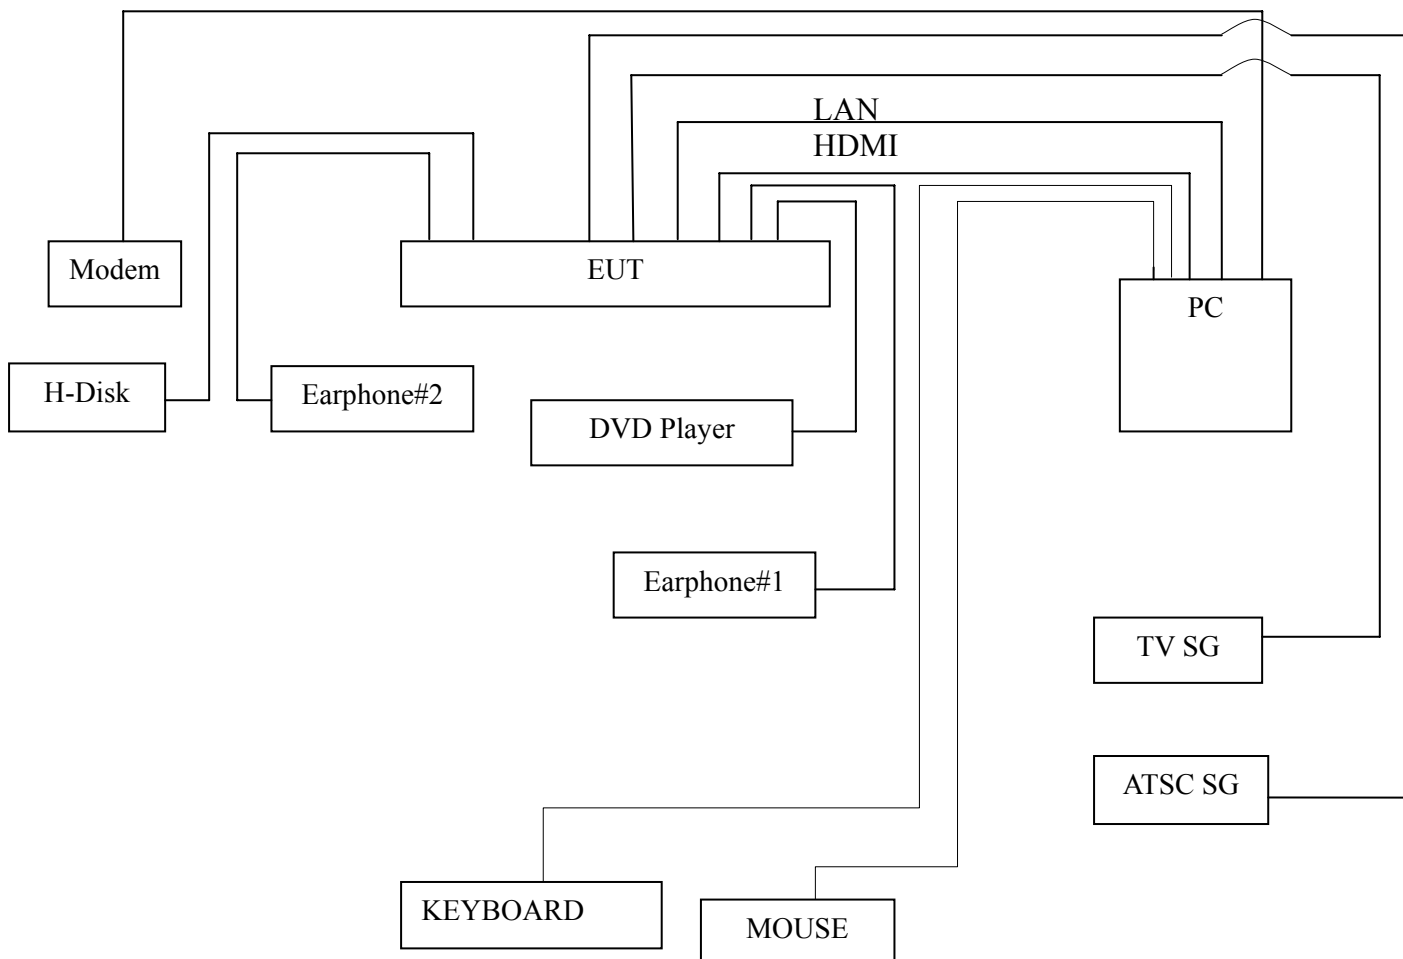 LAN
HDMI
Modem
EUT
PC
H-Disk
Earphone#2
DVD Player
Earphone#1
TV SG
ATSC SG
KEYBOARD
MOUSE